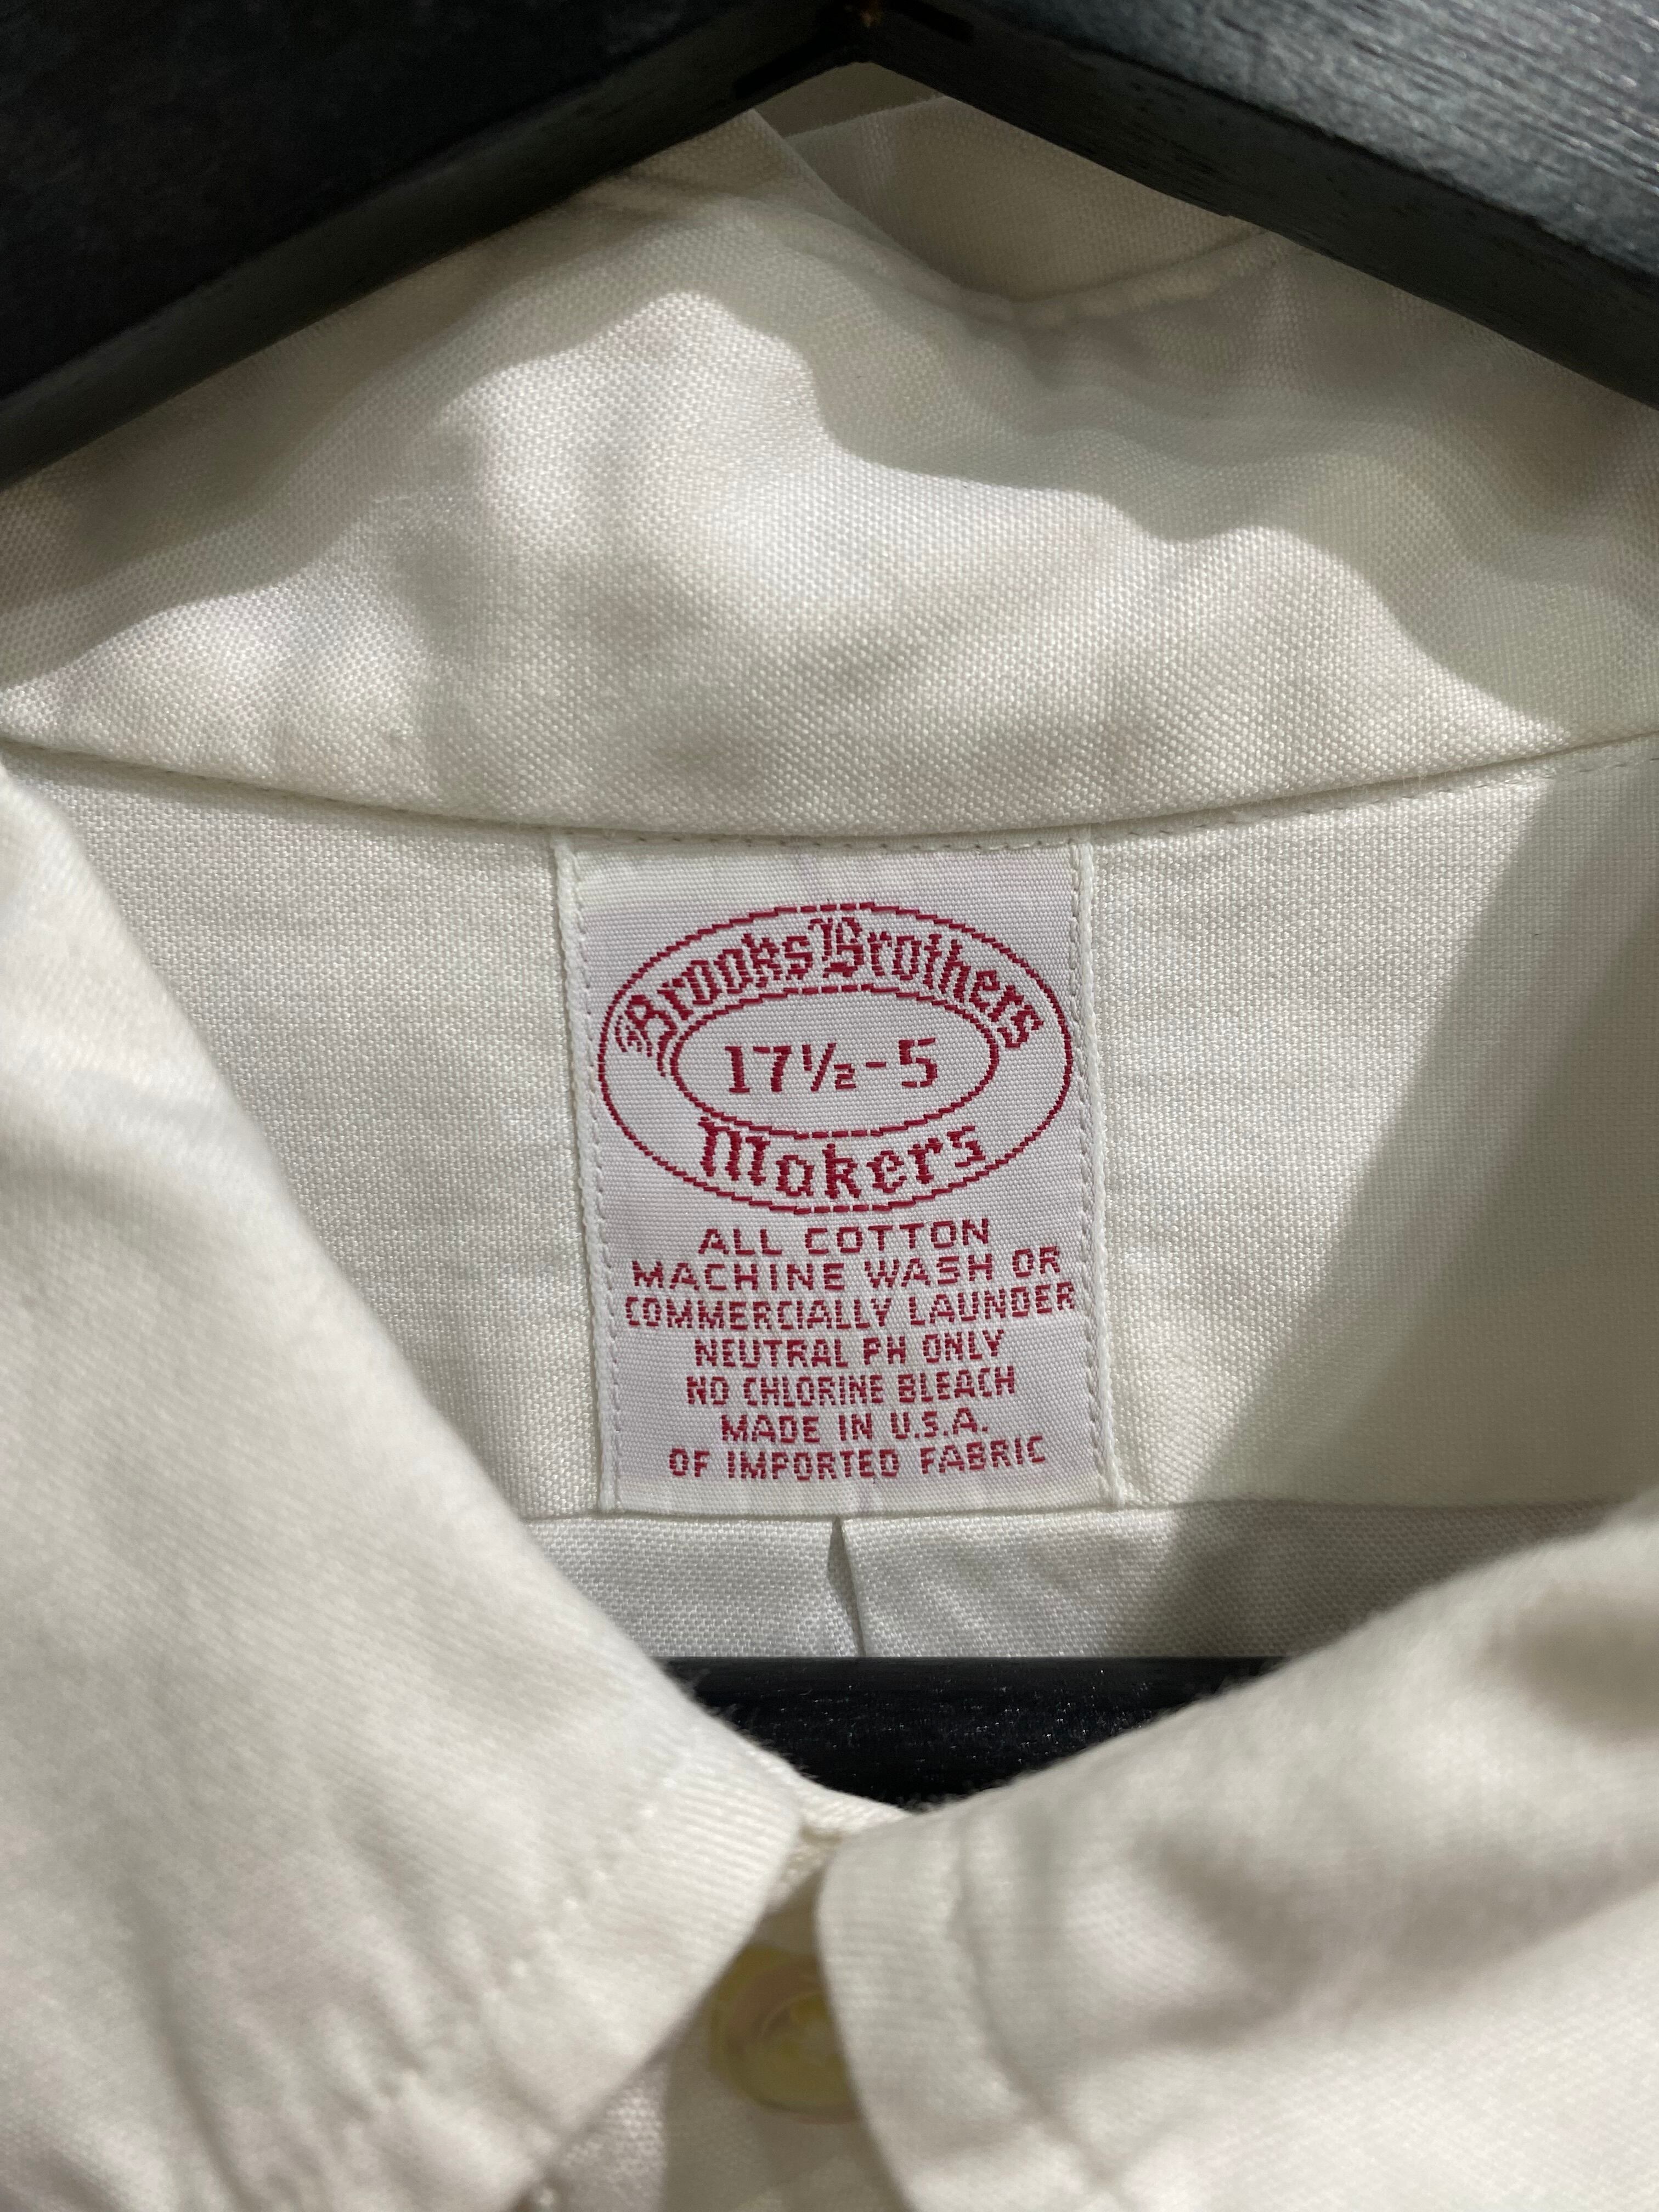 Brooks Brothers
17½-5
Makers
ALL COTTON
MACHINE WASH OR
COMMERCIALLY LAUNDER
NEUTRAL PH ONLY
NO CHLORINE BLEACH
MADE IN U.S.A.
OF IMPORTED FABRIC